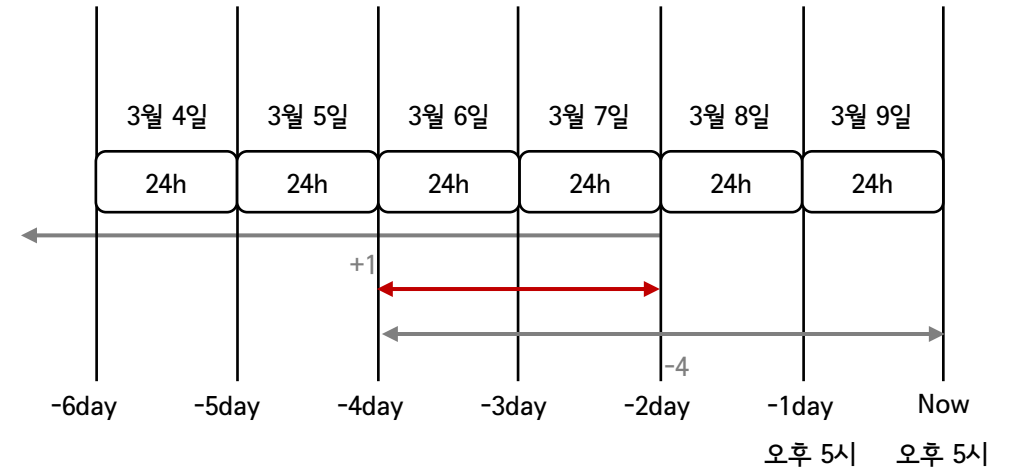 3월 4일 3월 5일 3월 6일 3월 7일 3월 8일 3월 9일
24h 24h 24h 24h 24h 24h
+1
-4
-6day -5day -4day -3day -2day -1day Now
오후 5시 오후 5시